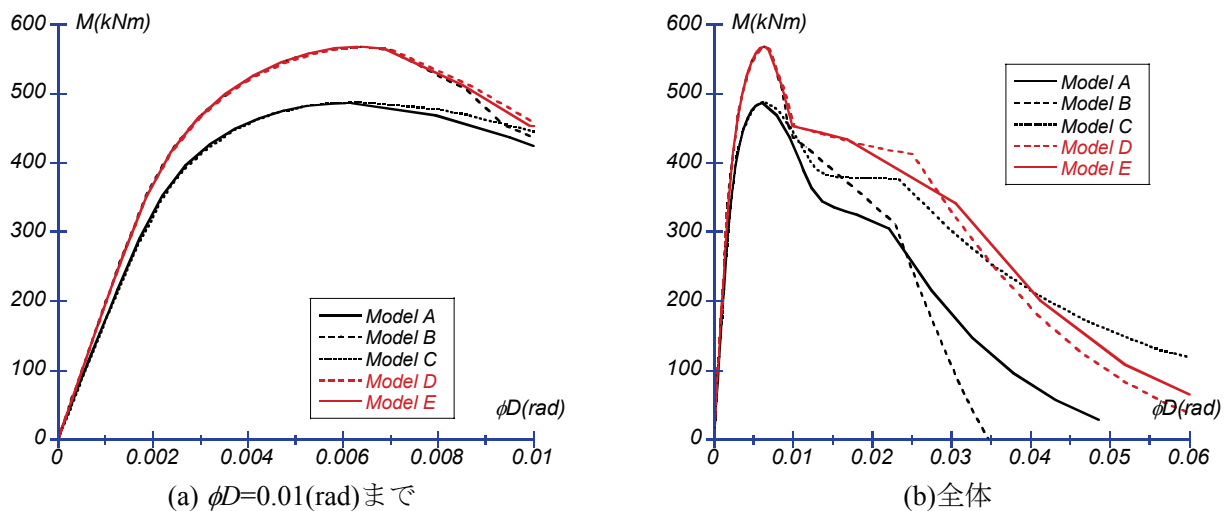 M(kNm)
600
500
400
300
200
100
0
0 0.002 0.004 0.006 0.008 0.01
ϕD(rad)
Model A
Model B
Model C
Model D
Model E
(a) ϕD=0.01(rad)まで
M(kNm)
600
500
400
300
200
100
0
0 0.01 0.02 0.03 0.04 0.05 0.06
ϕD(rad)
Model A
Model B
Model C
Model D
Model E
(b)全体